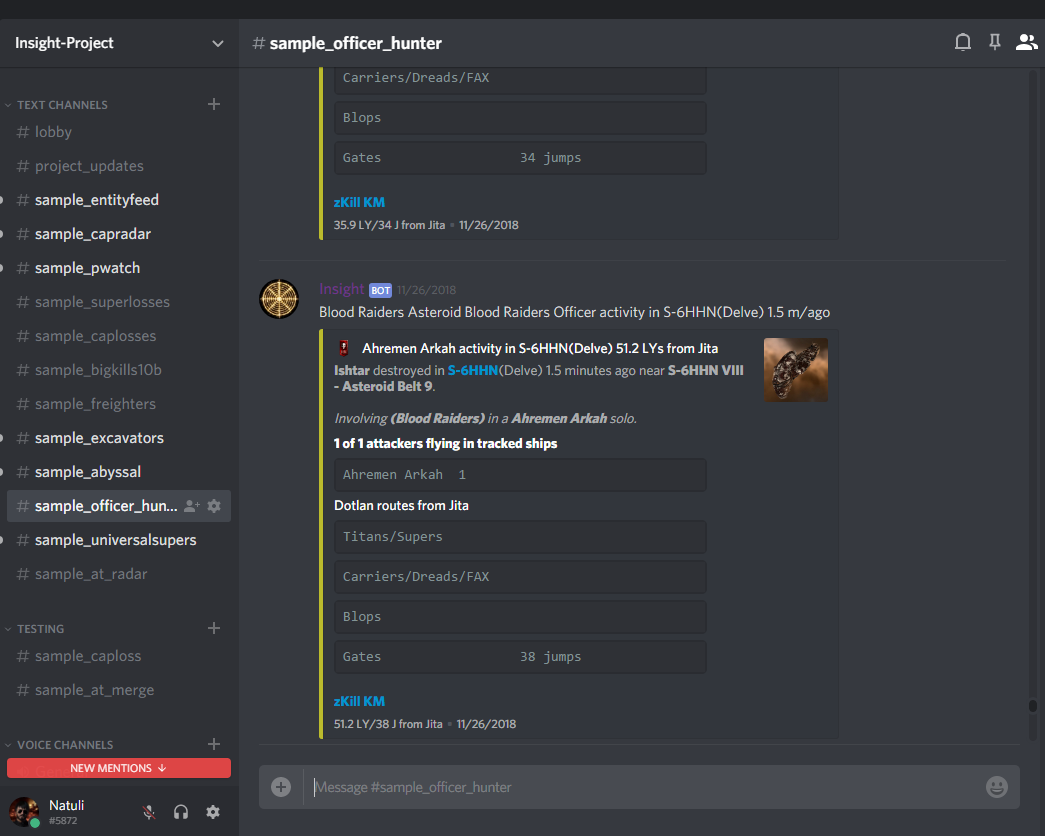 Insight-Project
TEXT CHANNELS
# lobby
# project_updates
# sample_entityfeed
# sample_capradar
# sample_pwatch
# sample_superlosses
# sample_caplosses
# sample_bigkills10b
# sample_freighters
# sample_excavators
# sample_abyssal
# sample_officer_hun...
# sample_universalsupers
# sample_at_radar
TESTING
# sample_caploss
# sample_at_merge
VOICE CHANNELS
NEW MENTIONS ↓
Natuli
#5872
# sample_officer_hunter
Carriers/Dreads/FAX
Blops
Gates 34 jumps
zKill KM
35.9 LY/34 J from Jita • 11/26/2018
Insight BOT 11/26/2018
Blood Raiders Asteroid Blood Raiders Officer activity in S-6HHN(Delve) 1.5 m/ago
Ahremen Arkah activity in S-6HHN(Delve) 51.2 LYs from Jita
Ishtar destroyed in S-6HHN(Delve) 1.5 minutes ago near S-6HHN VIII
- Asteroid Belt 9.
Involving (Blood Raiders) in a Ahremen Arkah solo.
1 of 1 attackers flying in tracked ships
Ahremen Arkah 1
Dotlan routes from Jita
Titans/Supers
Carriers/Dreads/FAX
Blops
Gates 38 jumps
zKill KM
51.2 LY/38 J from Jita • 11/26/2018
Message #sample_officer_hunter